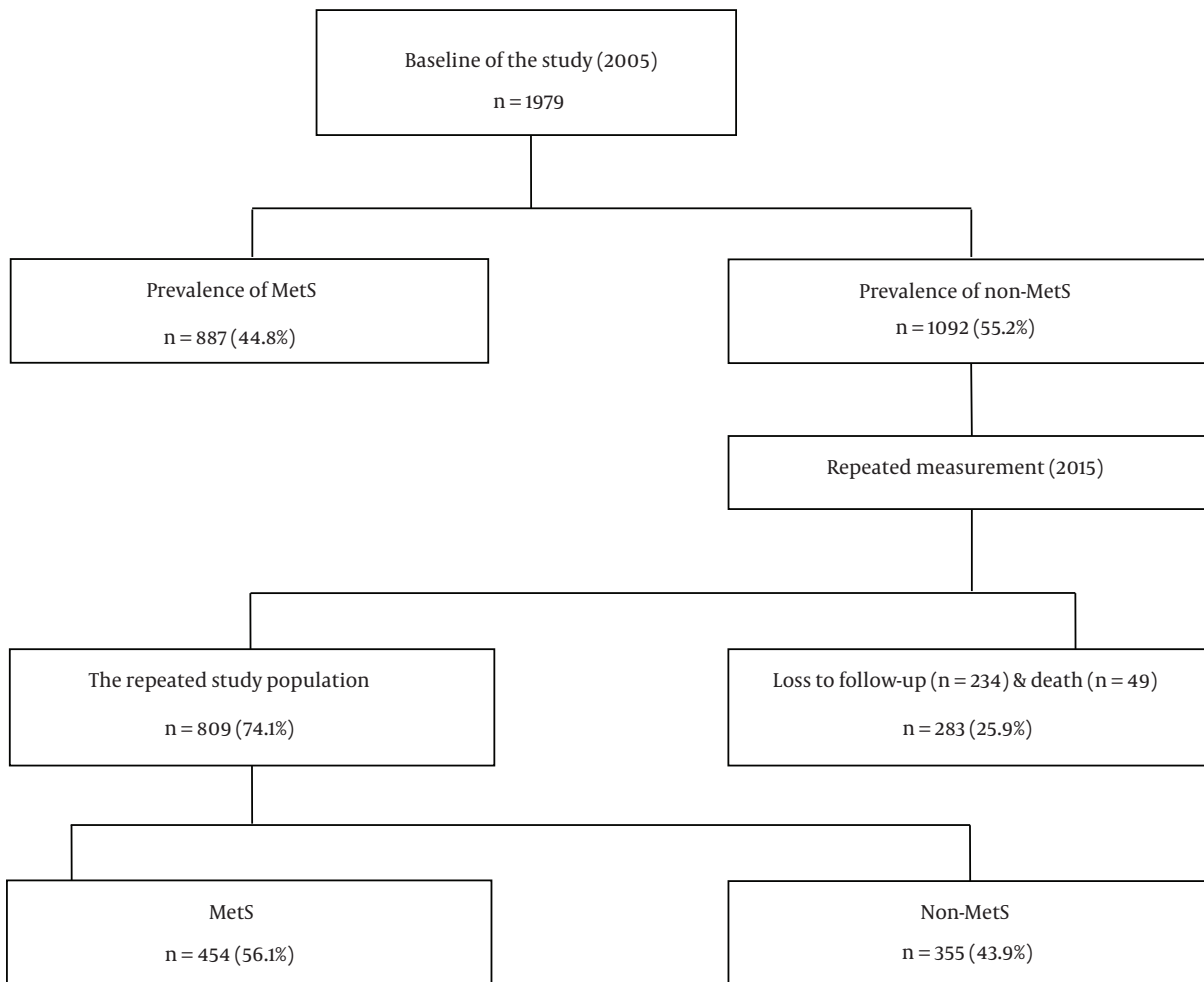 Baseline of the study (2005)
n = 1979
Prevalence of MetS
n = 887 (44.8%)
Prevalence of non-MetS
n = 1092 (55.2%)
Repeated measurement (2015)
The repeated study population
n = 809 (74.1%)
Loss to follow-up (n = 234) & death (n = 49)
n = 283 (25.9%)
MetS
n = 454 (56.1%)
Non-MetS
n = 355 (43.9%)